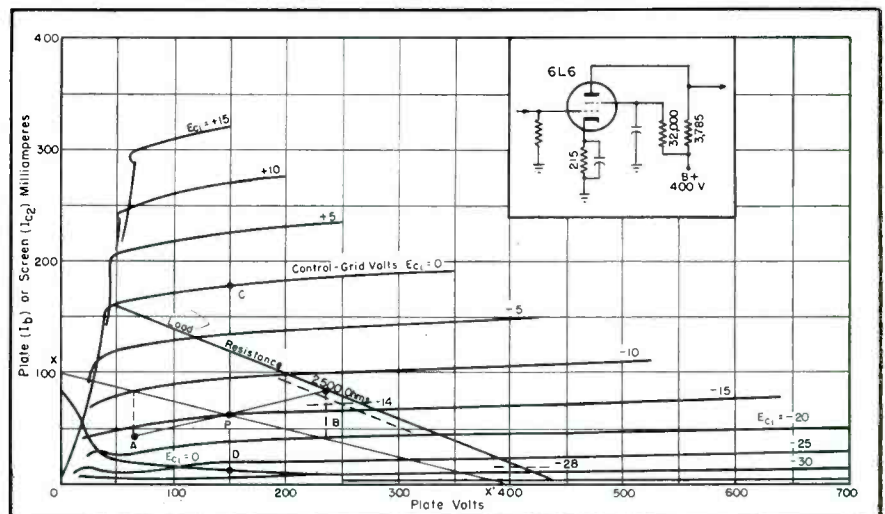 Plate (Ib) or Screen (Ic2) Milliamperes
400
300
200
100
0
X
EC1 = +15
+10
+5
Control-Grid Volts EC1 = 0
C
-5
Load
Resistance
2,500 Ohms
-10
-14
-15
EC1 = -20
-25
-28
-30
A
P
B
EC1 = 0
D
100
200
300
X'
400
500
600
700
Plate Volts
6L6
215
32,000
3,785
B+
400 V